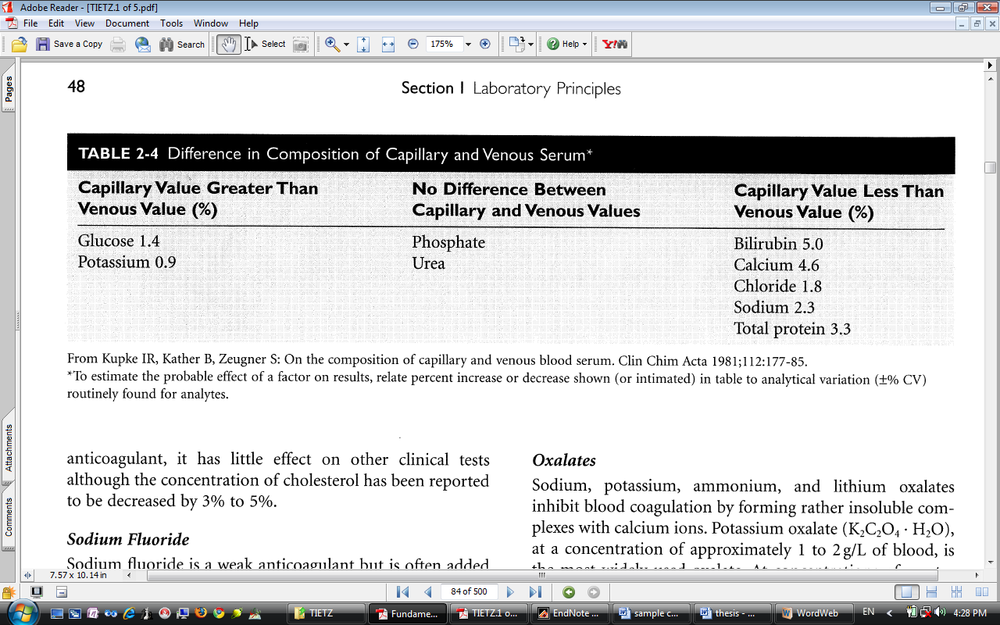 Adobe Reader - [TIETZ.1 of 5.pdf]
File Edit View Document Tools Window Help
Save a Copy Search Select 175% Help Y!
Pages
48 Section I Laboratory Principles
TABLE 2-4 Difference in Composition of Capillary and Venous Serum*
Capillary Value Greater Than
Venous Value (%)
Glucose 1.4
Potassium 0.9
No Difference Between
Capillary and Venous Values
Phosphate
Urea
Capillary Value Less Than
Venous Value (%)
Bilirubin 5.0
Calcium 4.6
Chloride 1.8
Sodium 2.3
Total protein 3.3
From Kupke IR, Kather B, Zeugner S: On the composition of capillary and venous blood serum. Clin Chim Acta 1981;112:177-85.
*To estimate the probable effect of a factor on results, relate percent increase or decrease shown (or intimated) in table to analytical variation (±% CV)
routinely found for analytes.
anticoagulant, it has little effect on other clinical tests
although the concentration of cholesterol has been reported
to be decreased by 3% to 5%.
Sodium Fluoride
Sodium fluoride is a weak anticoagulant but is often added
Oxalates
Sodium, potassium, ammonium, and lithium oxalates
inhibit blood coagulation by forming rather insoluble com-
plexes with calcium ions. Potassium oxalate (K₂C₂O₄ · H₂O),
at a concentration of approximately 1 to 2 g/L of blood, is
Attachments
Comments
7.57 x 10.14 in
84 of 500
TIETZ Fundame... TIETZ.1 o... EndNote ... sample c... thesis - ... WordWeb EN 4:28 PM